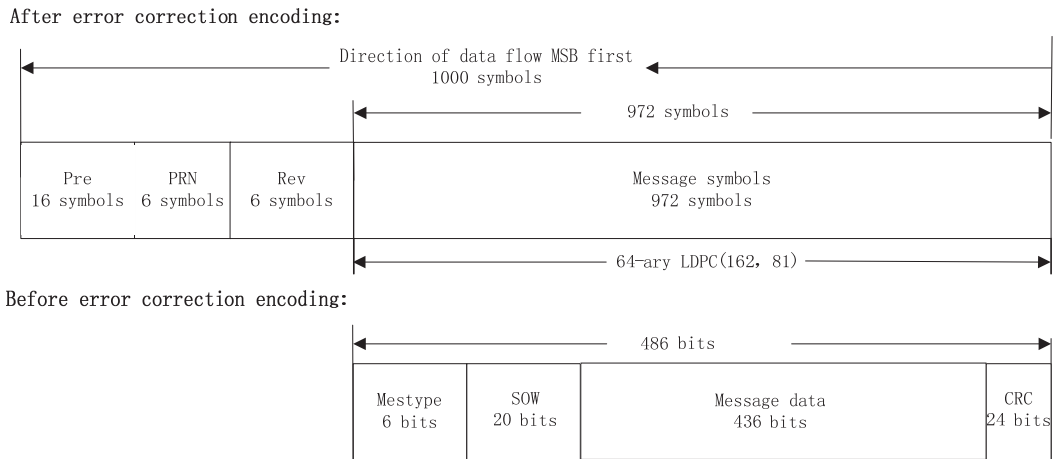 After error correction encoding:
Direction of data flow MSB first
1000 symbols
972 symbols
Pre
16 symbols
PRN
6 symbols
Rev
6 symbols
Message symbols
972 symbols
64-ary LDPC(162, 81)
Before error correction encoding:
486 bits
Mestype
6 bits
SOW
20 bits
Message data
436 bits
CRC
24 bits